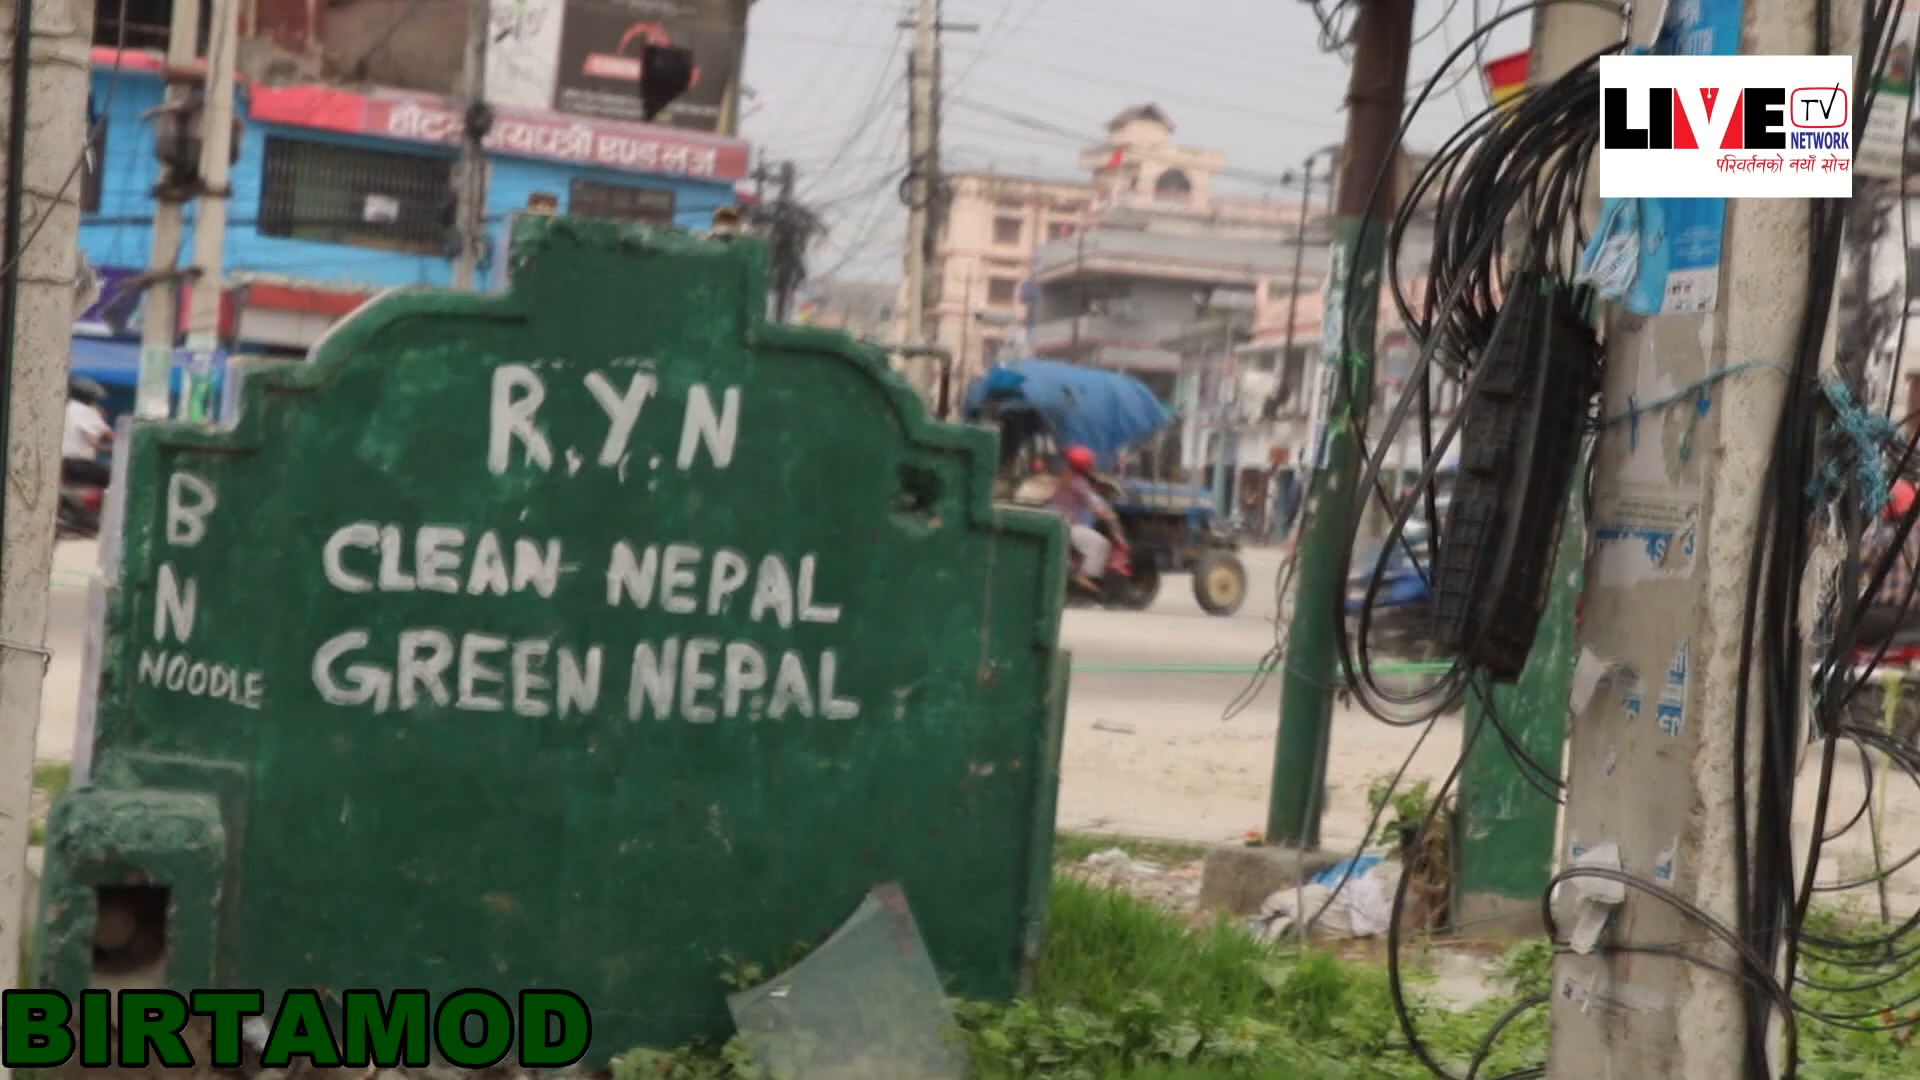 LIVE TV
NETWORK
परिवर्तनको नयाँ सोच
R.Y.N
B
N
NOODLE
CLEAN NEPAL
GREEN NEPAL
BIRTAMOD